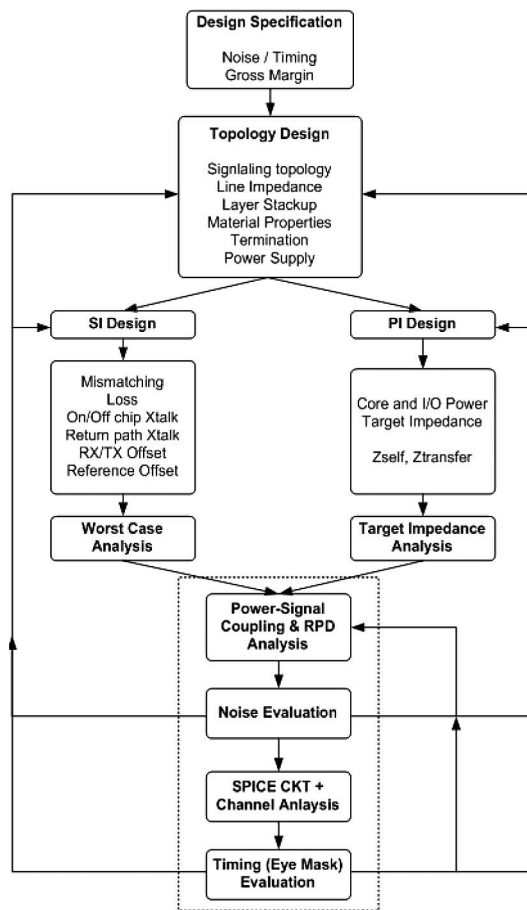 Design Specification
Noise / Timing
Gross Margin
Topology Design
Signlaling topology
Line Impedance
Layer Stackup
Material Properties
Termination
Power Supply
SI Design
PI Design
Mismatching
Loss
On/Off chip Xtalk
Return path Xtalk
RX/TX Offset
Reference Offset
Core and I/O Power
Target Impedance
Zself, Ztransfer
Worst Case
Analysis
Target Impedance
Analysis
Power-Signal
Coupling & RPD
Analysis
Noise Evaluation
SPICE CKT +
Channel Anlaysis
Timing (Eye Mask)
Evaluation